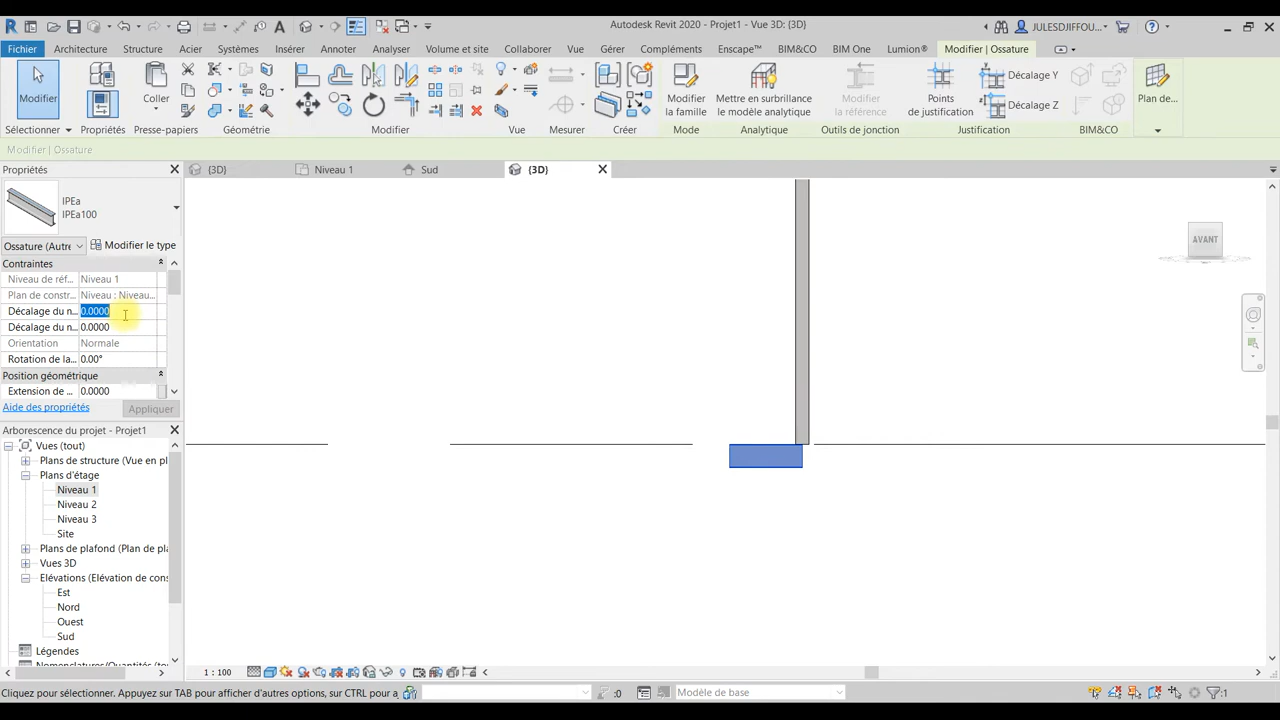 Autodesk Revit 2020 - Projet1 - Vue 3D: {3D}
JULESDJIFFOU...
Fichier Architecture Structure Acier Systèmes Insérer Annoter Analyser Volume et site Collaborer Vue Gérer Compléments Enscape™ BIM&CO BIM One Lumion® Modifier | Ossature
Modifier
Coller
Modifier la famille
Mettre en surbrillance le modèle analytique
Modifier la référence
Points de justification
Décalage Y
Décalage Z
Plan de...
Sélectionner Propriétés Presse-papiers Géométrie Modifier Vue Mesurer Créer Mode Analytique Outils de jonction Justification BIM&CO
Modifier | Ossature
Propriétés
{3D} Niveau 1 Sud {3D}
IPEa
IPEa100
Ossature (Autre
Modifier le type
Contraintes
Niveau de réf... Niveau 1
Plan de constr... Niveau : Niveau...
Décalage du n... 0.0000
Décalage du n... 0.0000
Orientation Normale
Rotation de la... 0.00°
Position géométrique
Extension de ... 0.0000
Aide des propriétés
Appliquer
Arborescence du projet - Projet1
Vues (tout)
Plans de structure (Vue en pl
Plans d'étage
Niveau 1
Niveau 2
Niveau 3
Site
Plans de plafond (Plan de pla
Vues 3D
Elévations (Elévation de cons
Est
Nord
Ouest
Sud
Légendes
Nomenclatures/Quantités (to
AVANT
1 : 100
Cliquez pour sélectionner. Appuyez sur TAB pour afficher d'autres options, sur CTRL pour a
:0
Modèle de base
:1